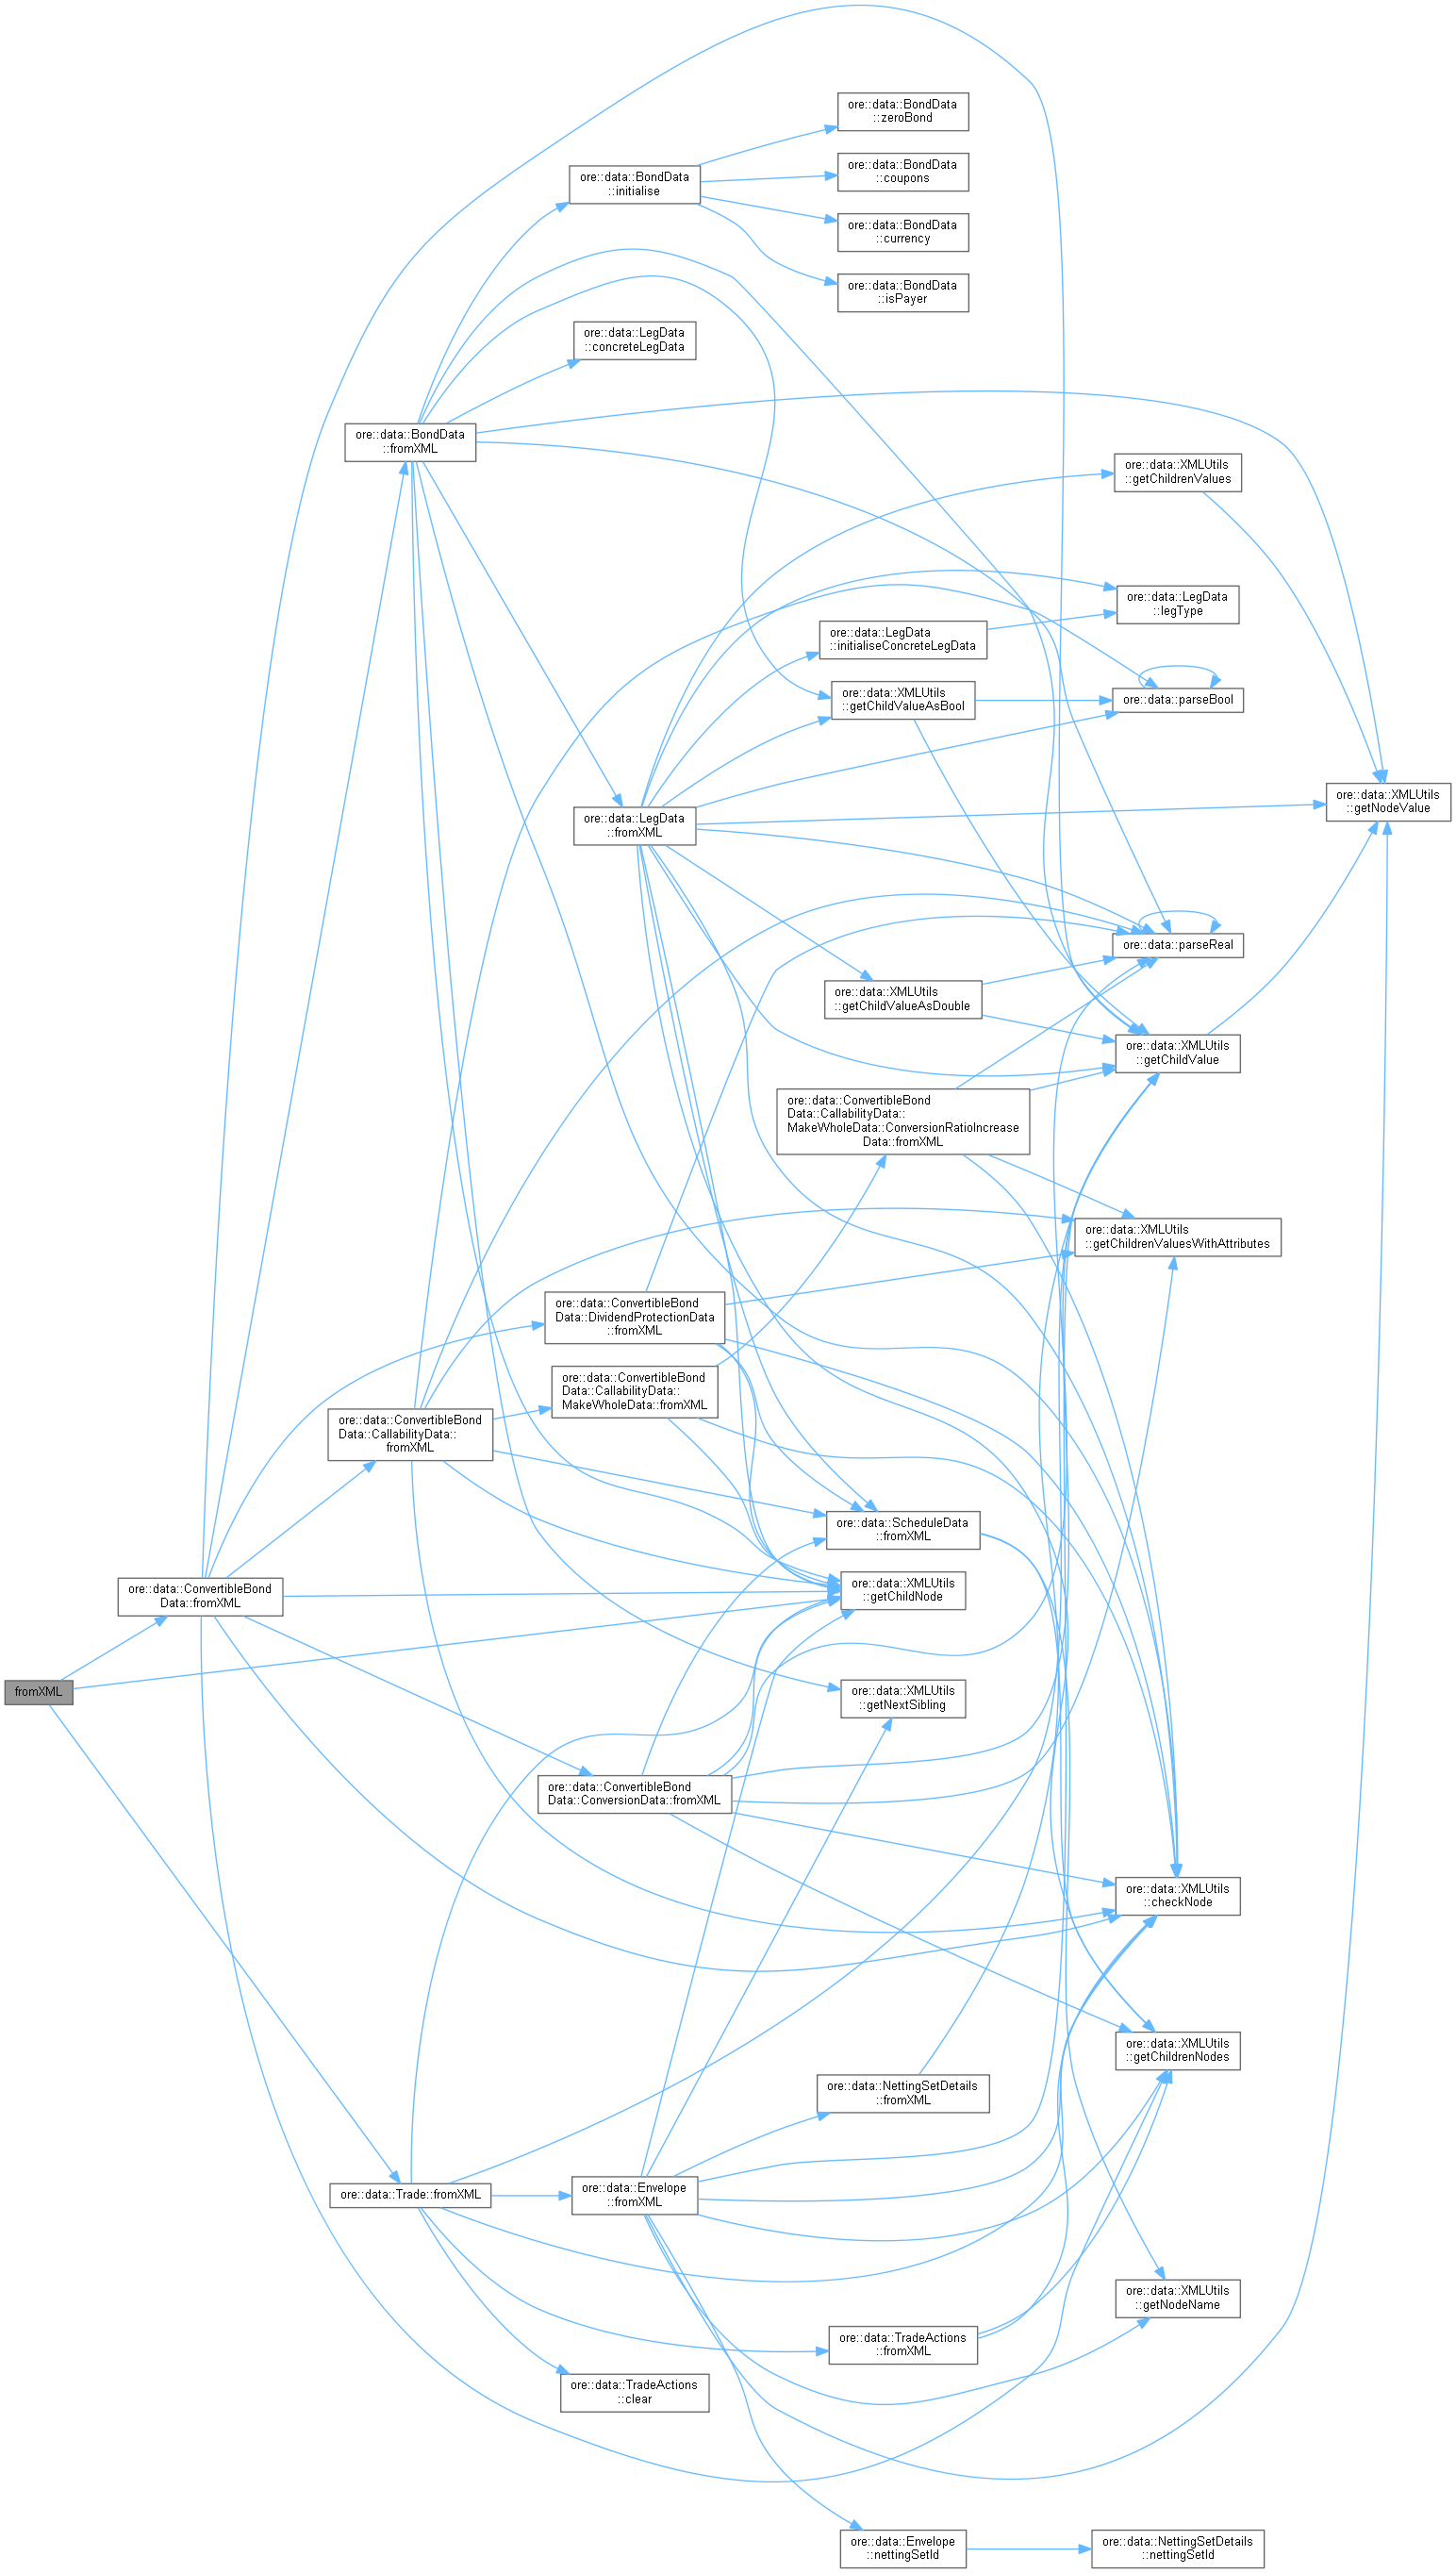 ore::data::BondData
::zeroBond
ore::data::BondData
::coupons
ore::data::BondData
::initialise
ore::data::BondData
::currency
ore::data::BondData
::isPayer
ore::data::LegData
::concreteLegData
ore::data::BondData
::fromXML
ore::data::XMLUtils
::getChildrenValues
ore::data::LegData
::legType
ore::data::LegData
::initialiseConcreteLegData
ore::data::XMLUtils
::getChildValueAsBool
ore::data::parseBool
ore::data::XMLUtils
::getNodeValue
ore::data::LegData
::fromXML
ore::data::parseReal
ore::data::XMLUtils
::getChildValueAsDouble
ore::data::XMLUtils
::getChildValue
ore::data::ConvertibleBond
Data::CallabilityData::
MakeWholeData::ConversionRatioIncrease
Data::fromXML
ore::data::XMLUtils
::getChildrenValuesWithAttributes
ore::data::ConvertibleBond
Data::DividendProtectionData
::fromXML
ore::data::ConvertibleBond
Data::CallabilityData::
MakeWholeData::fromXML
ore::data::ConvertibleBond
Data::CallabilityData::
fromXML
ore::data::ScheduleData
::fromXML
ore::data::XMLUtils
::getChildNode
ore::data::ConvertibleBond
Data::fromXML
fromXML
ore::data::XMLUtils
::getNextSibling
ore::data::ConvertibleBond
Data::ConversionData::fromXML
ore::data::XMLUtils
::checkNode
ore::data::XMLUtils
::getChildrenNodes
ore::data::NettingSetDetails
::fromXML
ore::data::Trade::fromXML
ore::data::Envelope
::fromXML
ore::data::XMLUtils
::getNodeName
ore::data::TradeActions
::fromXML
ore::data::TradeActions
::clear
ore::data::Envelope
::nettingSetId
ore::data::NettingSetDetails
::nettingSetId